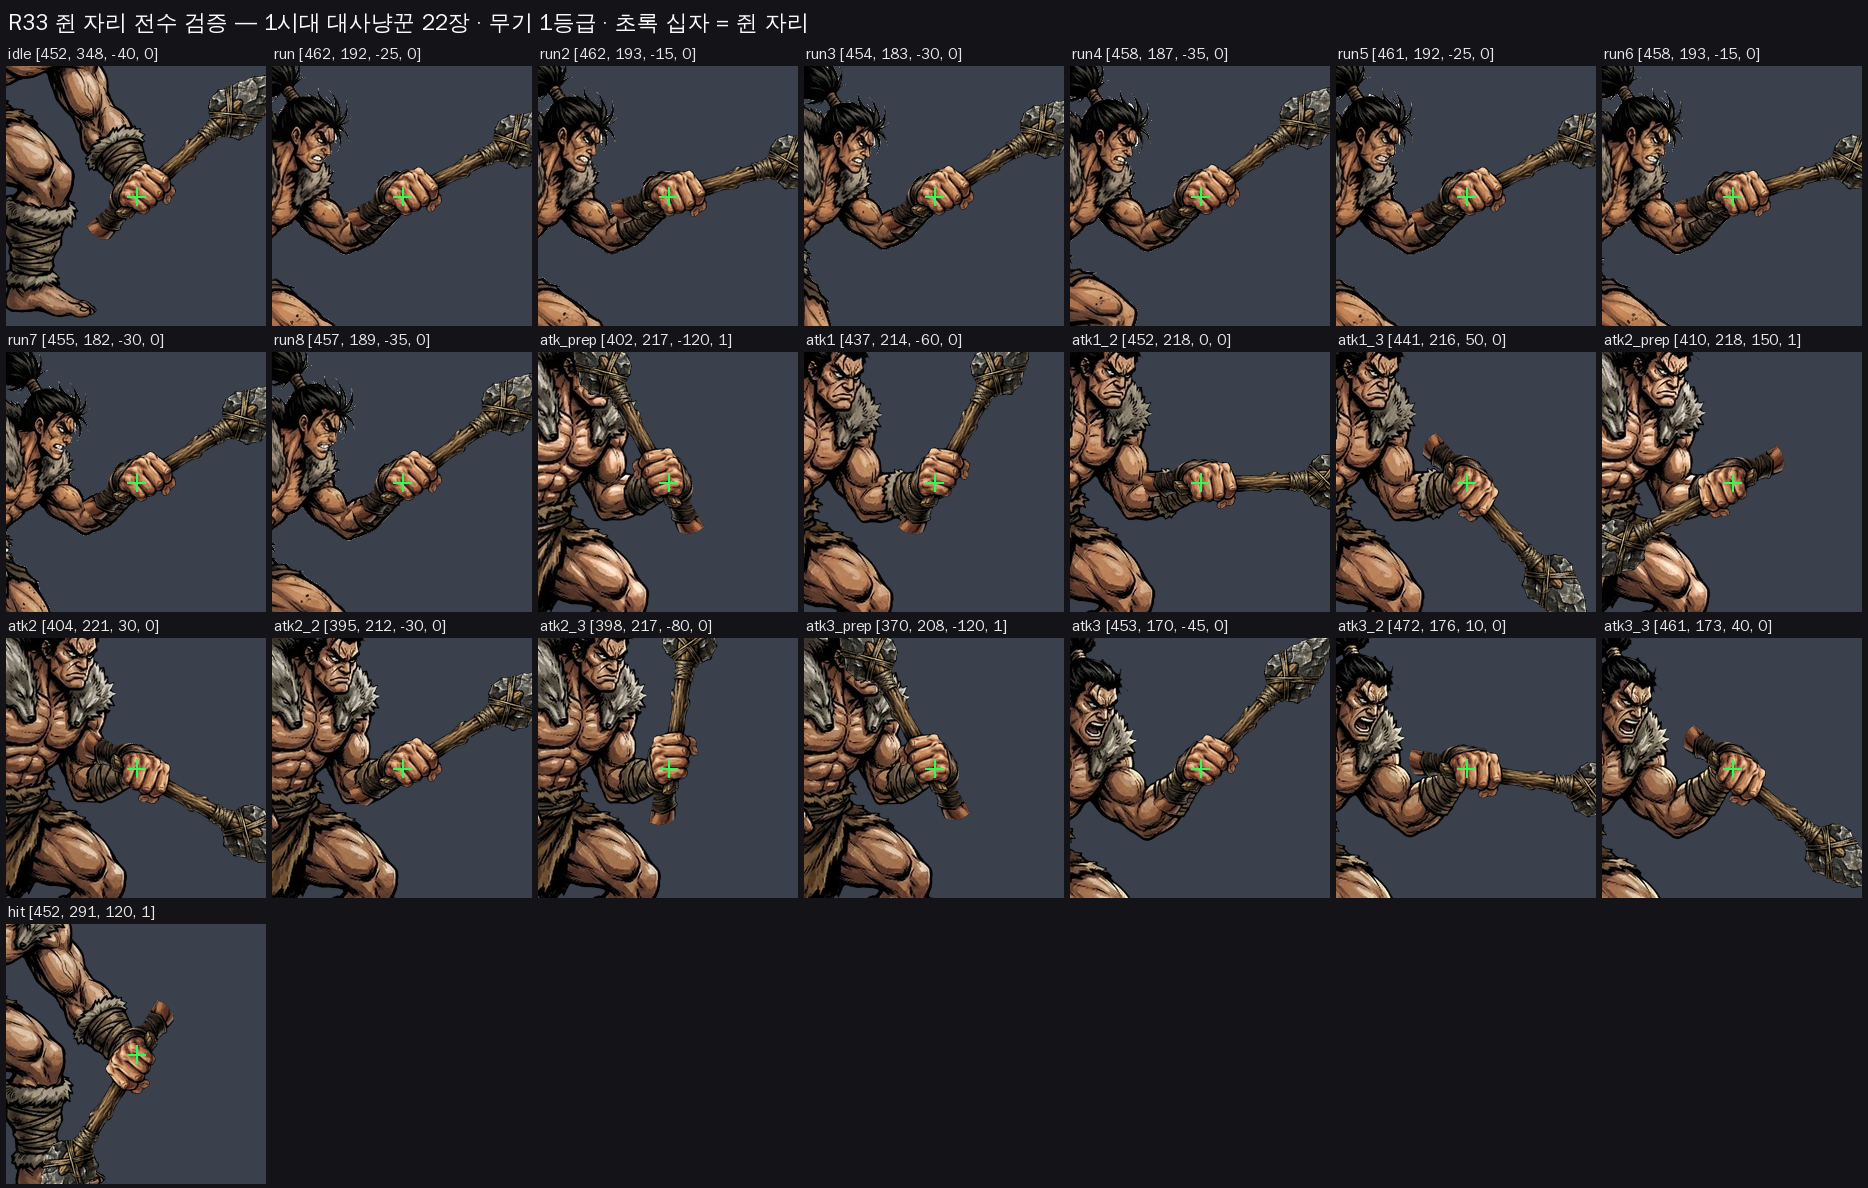 R33 쥔 자리 전수 검증 — 1시대 대사냥꾼 22장 · 무기 1등급 · 초록 십자 = 쥔 자리
idle [452, 348, -40, 0]
run [462, 192, -25, 0]
run2 [462, 193, -15, 0]
run3 [454, 183, -30, 0]
run4 [458, 187, -35, 0]
run5 [461, 192, -25, 0]
run6 [458, 193, -15, 0]
run7 [455, 182, -30, 0]
run8 [457, 189, -35, 0]
atk_prep [402, 217, -120, 1]
atk1 [437, 214, -60, 0]
atk1_2 [452, 218, 0, 0]
atk1_3 [441, 216, 50, 0]
atk2_prep [410, 218, 150, 1]
atk2 [404, 221, 30, 0]
atk2_2 [395, 212, -30, 0]
atk2_3 [398, 217, -80, 0]
atk3_prep [370, 208, -120, 1]
atk3 [453, 170, -45, 0]
atk3_2 [472, 176, 10, 0]
atk3_3 [461, 173, 40, 0]
hit [452, 291, 120, 1]